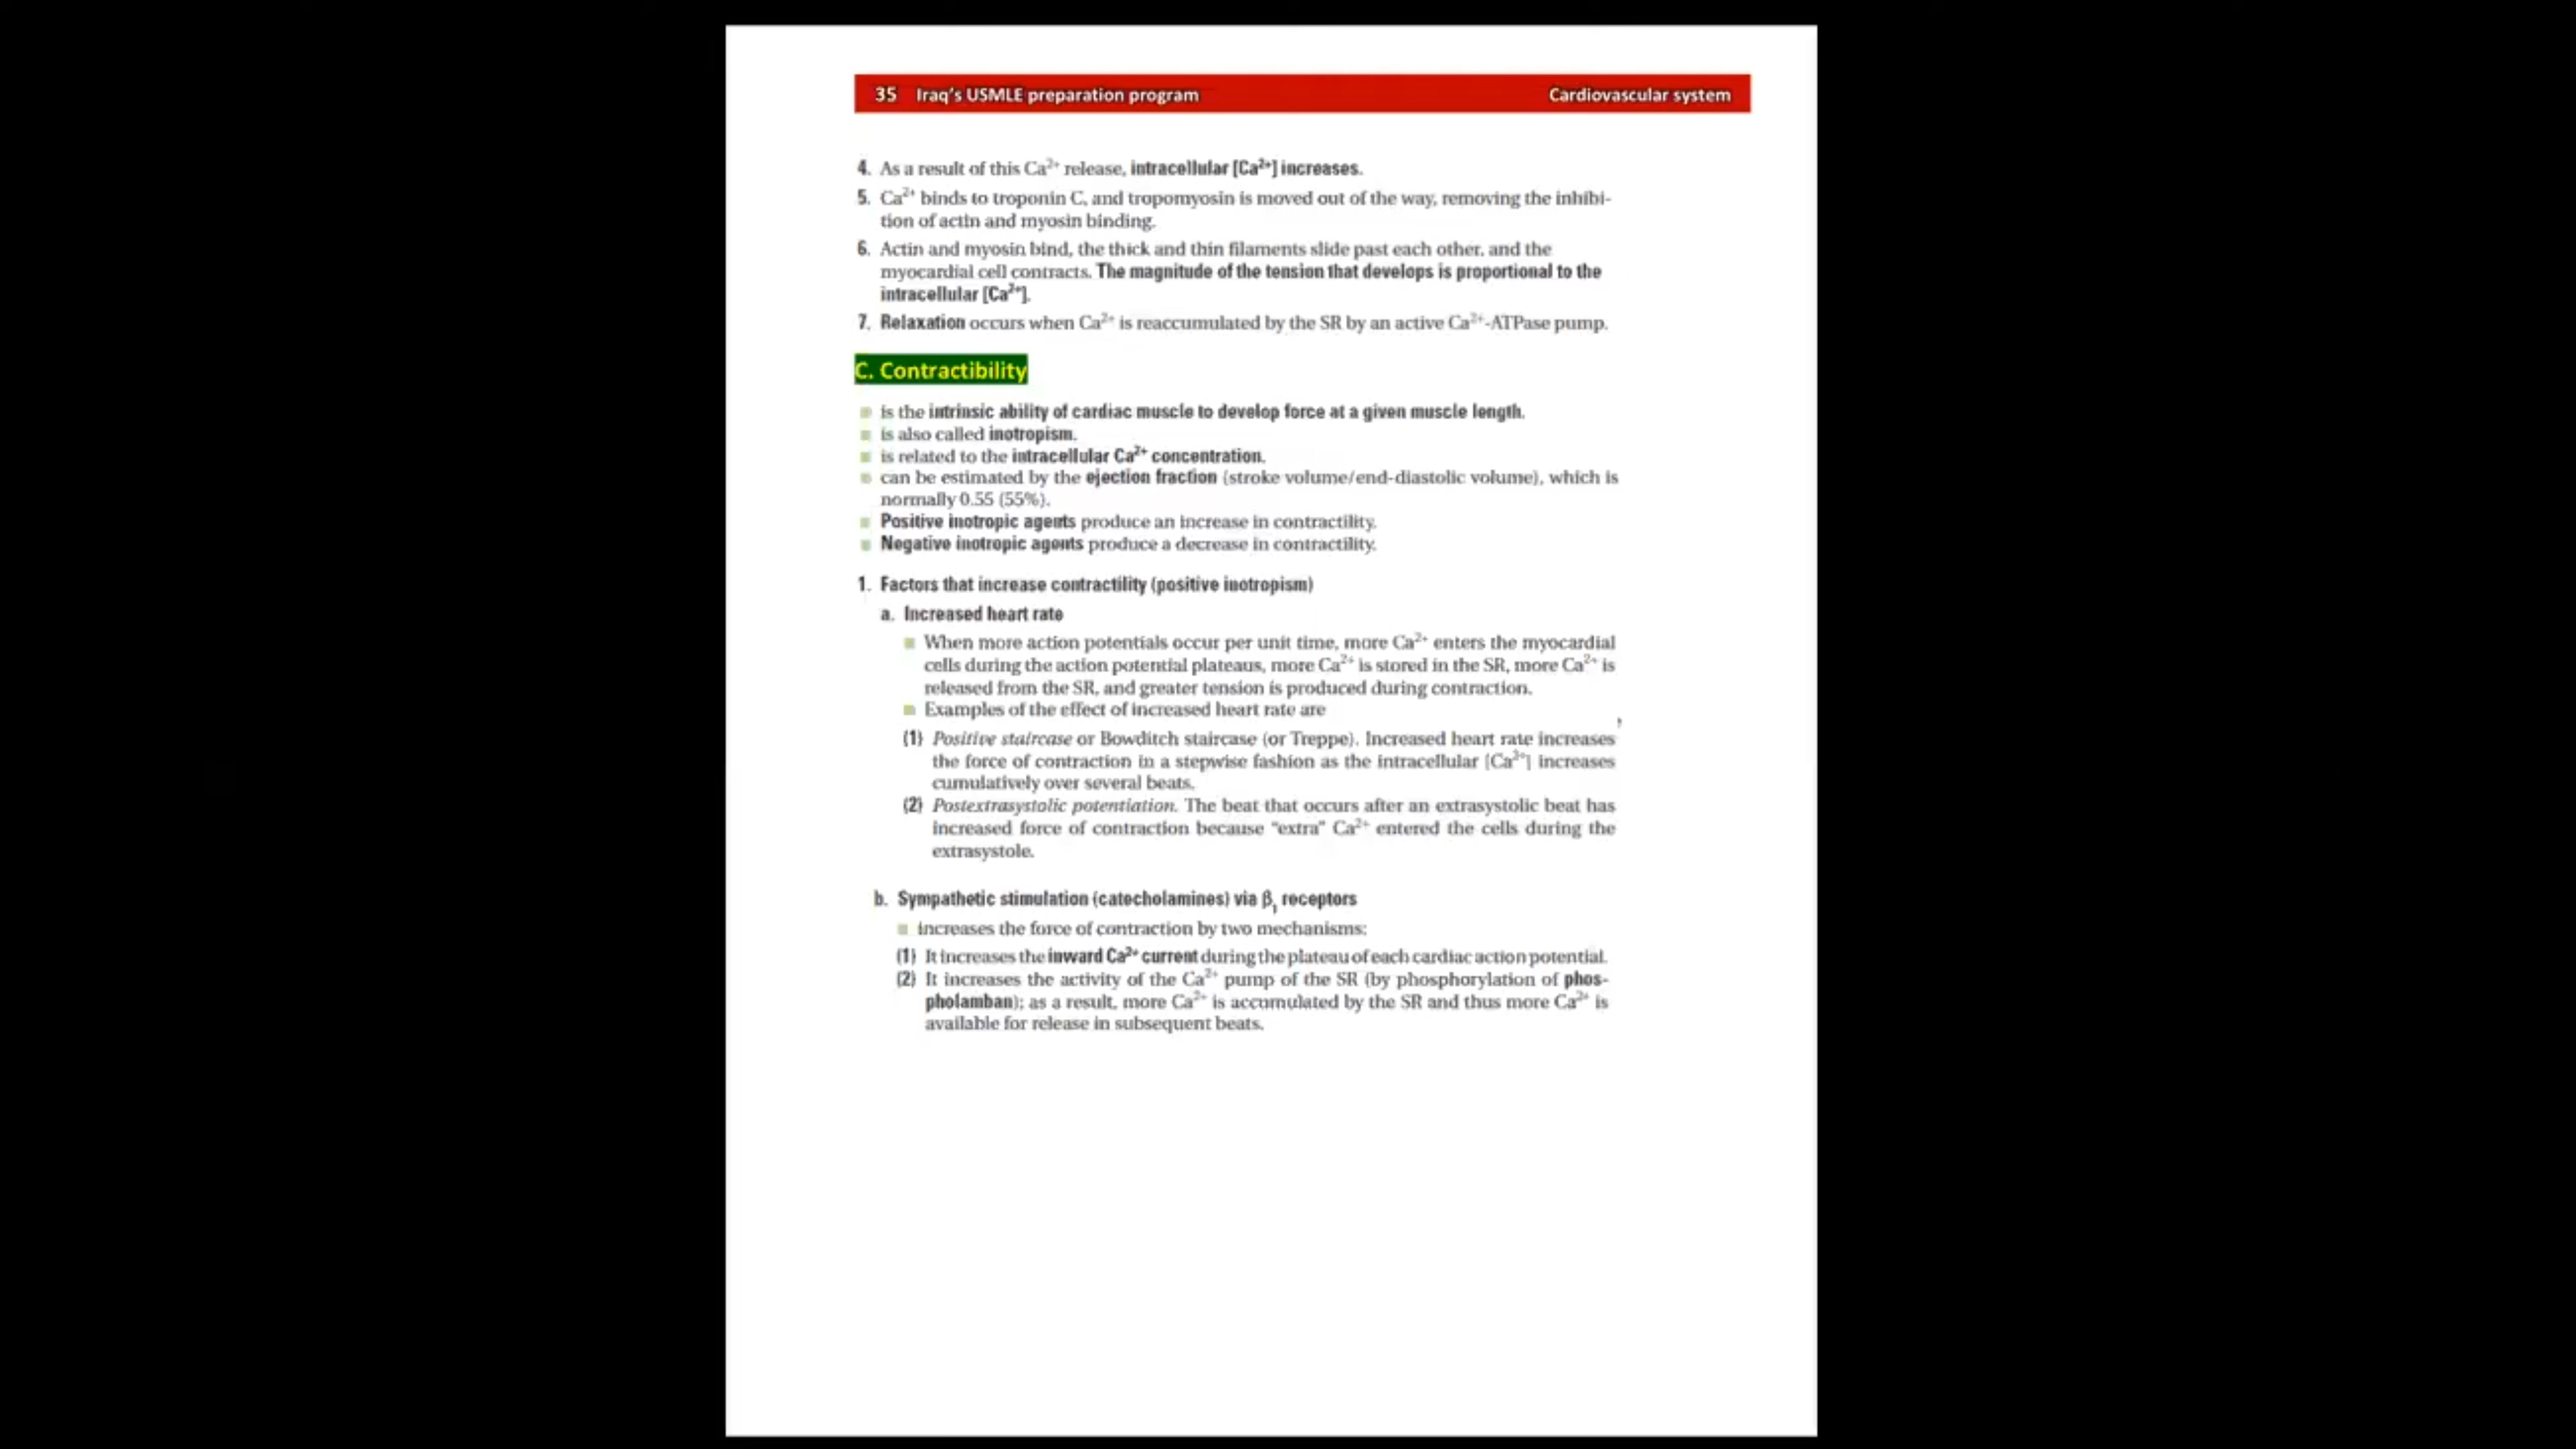 35 Iraq's USMLE preparation program Cardiovascular system
4. As a result of this Ca²⁺ release, intracellular [Ca²⁺] increases.
5. Ca²⁺ binds to troponin C, and tropomyosin is moved out of the way, removing the inhibi-
tion of actin and myosin binding.
6. Actin and myosin bind, the thick and thin filaments slide past each other, and the
myocardial cell contracts. The magnitude of the tension that develops is proportional to the
intracellular [Ca²⁺].
7. Relaxation occurs when Ca²⁺ is reaccumulated by the SR by an active Ca²⁺-ATPase pump.
C. Contractibility
■ is the intrinsic ability of cardiac muscle to develop force at a given muscle length.
■ is also called inotropism.
■ is related to the intracellular Ca²⁺ concentration.
■ can be estimated by the ejection fraction (stroke volume/end-diastolic volume), which is
normally 0.55 (55%).
■ Positive inotropic agents produce an increase in contractility.
■ Negative inotropic agents produce a decrease in contractility.
1. Factors that increase contractility (positive inotropism)
a. Increased heart rate
■ When more action potentials occur per unit time, more Ca²⁺ enters the myocardial
cells during the action potential plateaus, more Ca²⁺ is stored in the SR, more Ca²⁺ is
released from the SR, and greater tension is produced during contraction.
■ Examples of the effect of increased heart rate are
(1) Positive staircase or Bowditch staircase (or Treppe). Increased heart rate increases
the force of contraction in a stepwise fashion as the intracellular [Ca²⁺] increases
cumulatively over several beats.
(2) Postextrasystolic potentiation. The beat that occurs after an extrasystolic beat has
increased force of contraction because "extra" Ca²⁺ entered the cells during the
extrasystole.
b. Sympathetic stimulation (catecholamines) via β₁ receptors
■ increases the force of contraction by two mechanisms:
(1) It increases the inward Ca²⁺ current during the plateau of each cardiac action potential.
(2) It increases the activity of the Ca²⁺ pump of the SR (by phosphorylation of phos-
pholamban); as a result, more Ca²⁺ is accumulated by the SR and thus more Ca²⁺ is
available for release in subsequent beats.